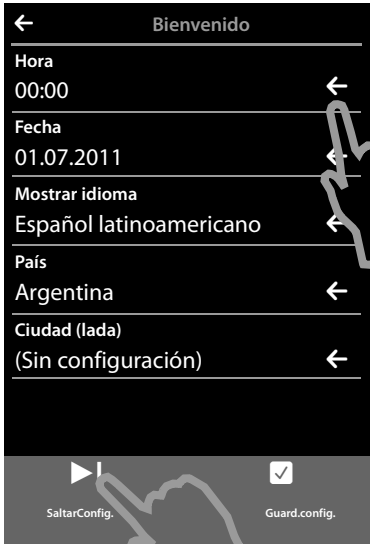 Bienvenido
Hora
00:00
Fecha
01.07.2011
Mostrar idioma
Español latinoamericano
País
Argentina
Ciudad (lada)
(Sin configuración)
SaltarConfig.
Guard.config.